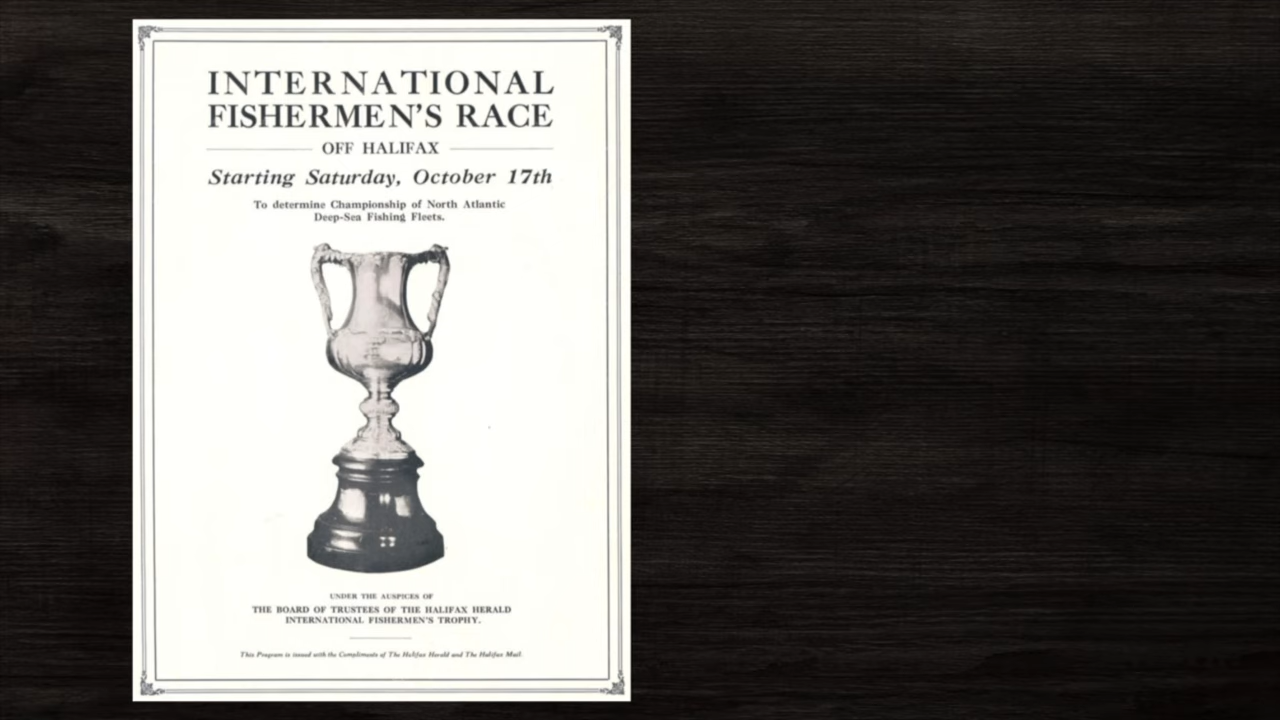 INTERNATIONAL
FISHERMEN'S RACE
OFF HALIFAX
Starting Saturday, October 17th
To determine Championship of North Atlantic
Deep-Sea Fishing Fleets.
UNDER THE AUSPICES OF
THE BOARD OF TRUSTEES OF THE HALIFAX HERALD
INTERNATIONAL FISHERMEN'S TROPHY.
This Program is issued with the Compliments of The Halifax Herald and The Halifax Mail.